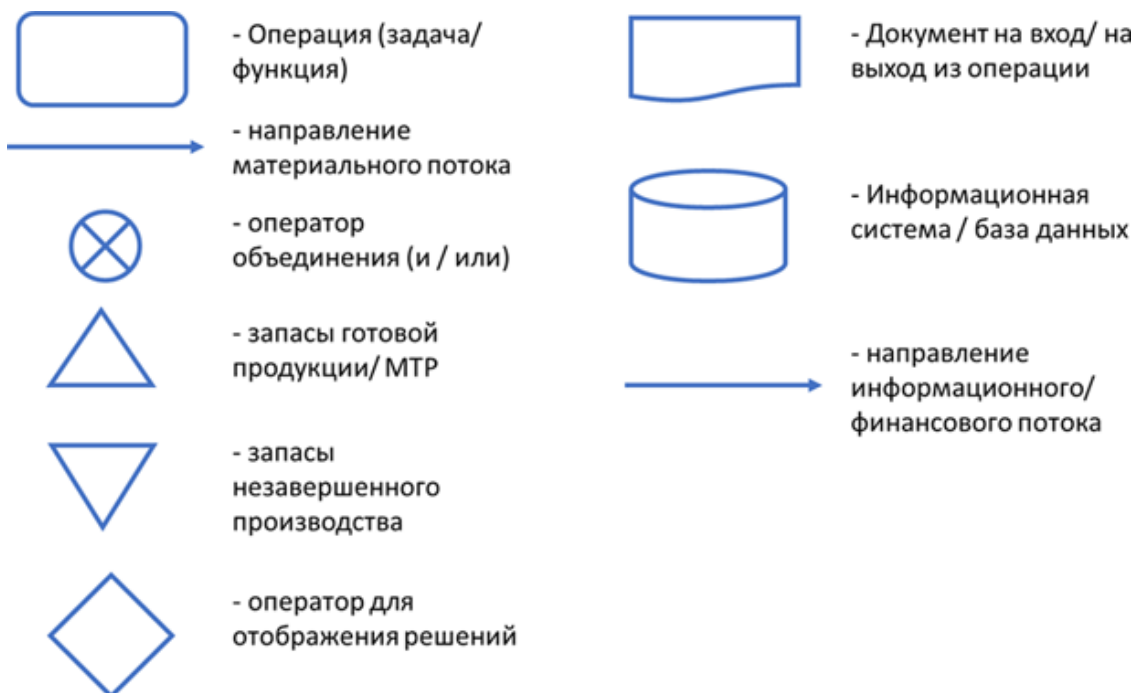 - Операция (задача/
функция)
- направление
материального потока
- оператор
объединения (и / или)
- запасы готовой
продукции/ МТР
- запасы
незавершенного
производства
- оператор для
отображения решений
- Документ на вход/ на
выход из операции
- Информационная
система / база данных
- направление
информационного/
финансового потока